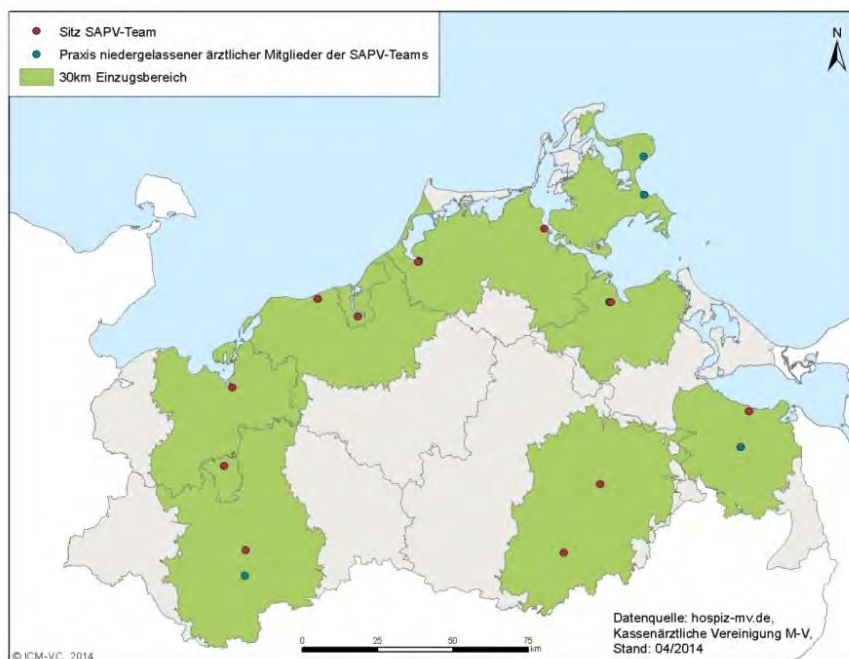 Sitz SAPV-Team
Praxis niedergelassener ärztlicher Mitglieder der SAPV-Teams
30km Einzugsbereich
N
Datenquelle: hospiz-mv.de,
Kassenärztliche Vereinigung M-V,
Stand: 04/2014
0 25 50 75
km
© ICM-VC, 2014